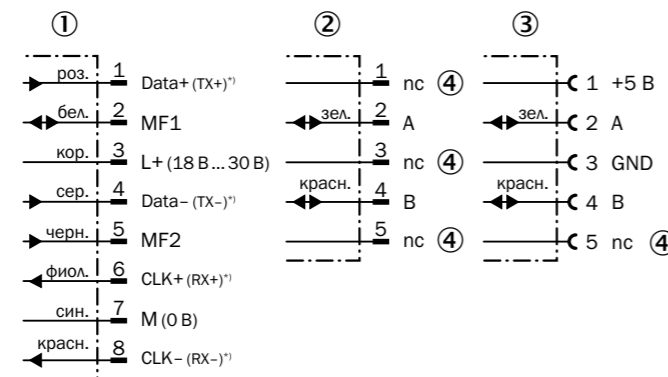 ① ② ③
роз. 1 Data+ (TX+)*)
бел. 2 MF1
кор. 3 L+ (18 В ... 30 В)
сер. 4 Data– (TX–)*)
черн. 5 MF2
фиол. 6 CLK+ (RX+)*)
син. 7 M (0 В)
красн. 8 CLK– (RX–)*)
1 nc ④
зел. 2 A
3 nc ④
красн. 4 B
5 nc ④
1 +5 В
зел. 2 A
3 GND
красн. 4 B
5 nc ④